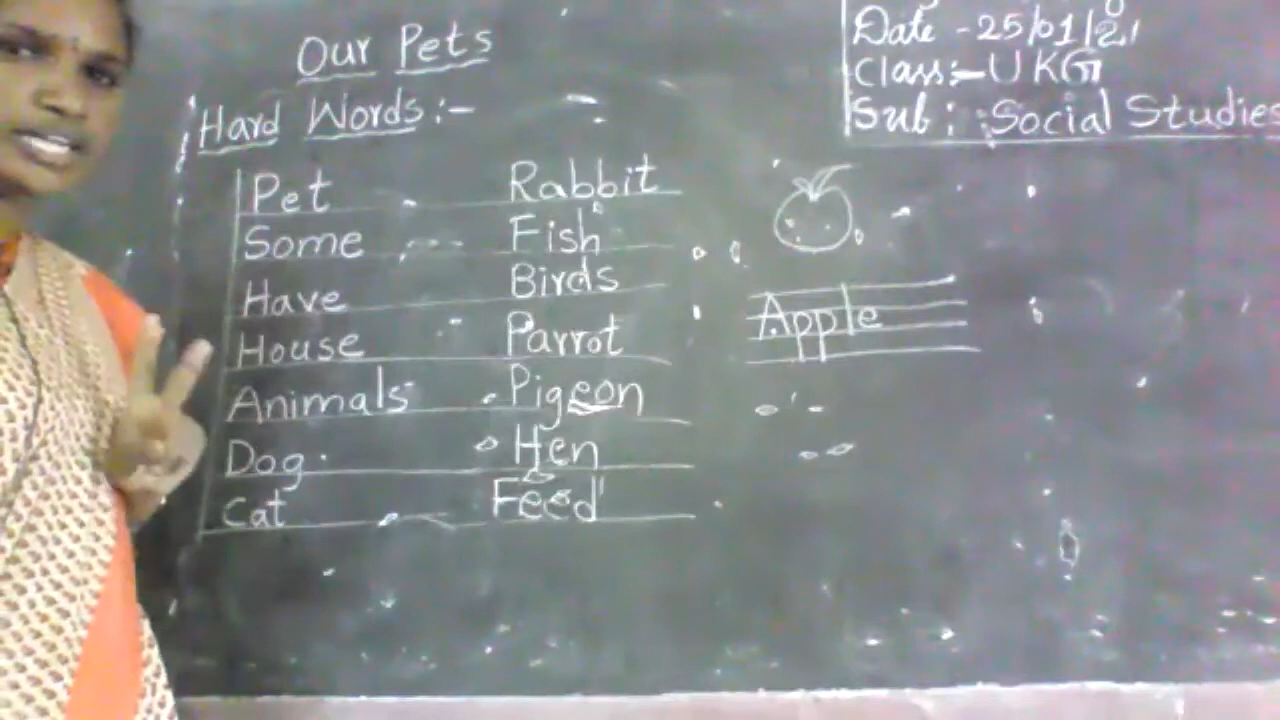 Our Pets
Date - 25/01/21
Class:- UKG
Sub : Social Studies
Hard Words :-
Pet Rabbit
Some Fish
Have Birds
House Parrot
Animals Pigeon
Dog Hen
Cat Feed
Apple